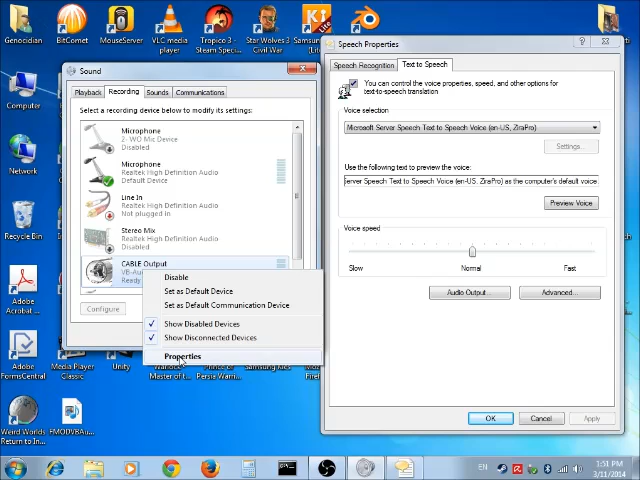 Genocidian
BitComet
MouseServer
VLC media
player
Tropico 3 -
Steam Spec...
Star Wolves 3
Civil War
Samsung
(Lite
Computer
Network
Recycle Bin
Adobe
Acrobat ...
Adobe
FormsCentral
Media Player
Classic
Unity
Warlock -
Master of t...
Prince of
Persia Warr...
Samsung Kies
Mozilla
Firef
Weird Worlds
Return to In...
FMODVBAu...
Sound
Playback
Recording
Sounds
Communications
Select a recording device below to modify its settings:
Microphone
2- WO Mic Device
Disabled
Microphone
Realtek High Definition Audio
Default Device
Line In
Realtek High Definition Audio
Not plugged in
Stereo Mix
Realtek High Definition Audio
Disabled
CABLE Output
VB-Au
Ready
Configure
Disable
Set as Default Device
Set as Default Communication Device
Show Disabled Devices
Show Disconnected Devices
Properties
Speech Properties
Speech Recognition
Text to Speech
You can control the voice properties, speed, and other options for
text-to-speech translation
Voice selection
Microsoft Server Speech Text to Speech Voice (en-US, ZiraPro)
Settings...
Use the following text to preview the voice:
Server Speech Text to Speech Voice (en-US, ZiraPro) as the computer's default voice
Preview Voice
Voice speed
Slow
Normal
Fast
Audio Output...
Advanced...
OK
Cancel
Apply
EN
1:51 PM
3/11/2014